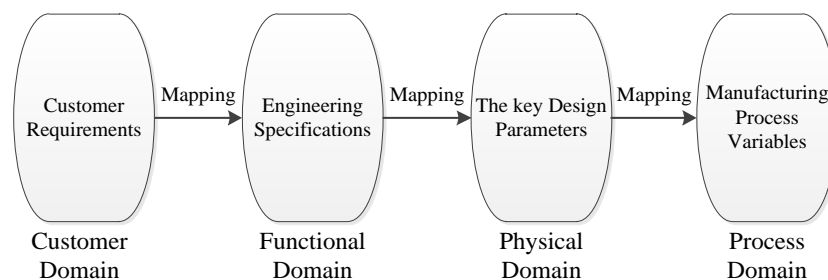 Customer
Requirements
Mapping
Engineering
Specifications
Mapping
The key Design
Parameters
Mapping
Manufacturing
Process
Variables
Customer
Domain
Functional
Domain
Physical
Domain
Process
Domain